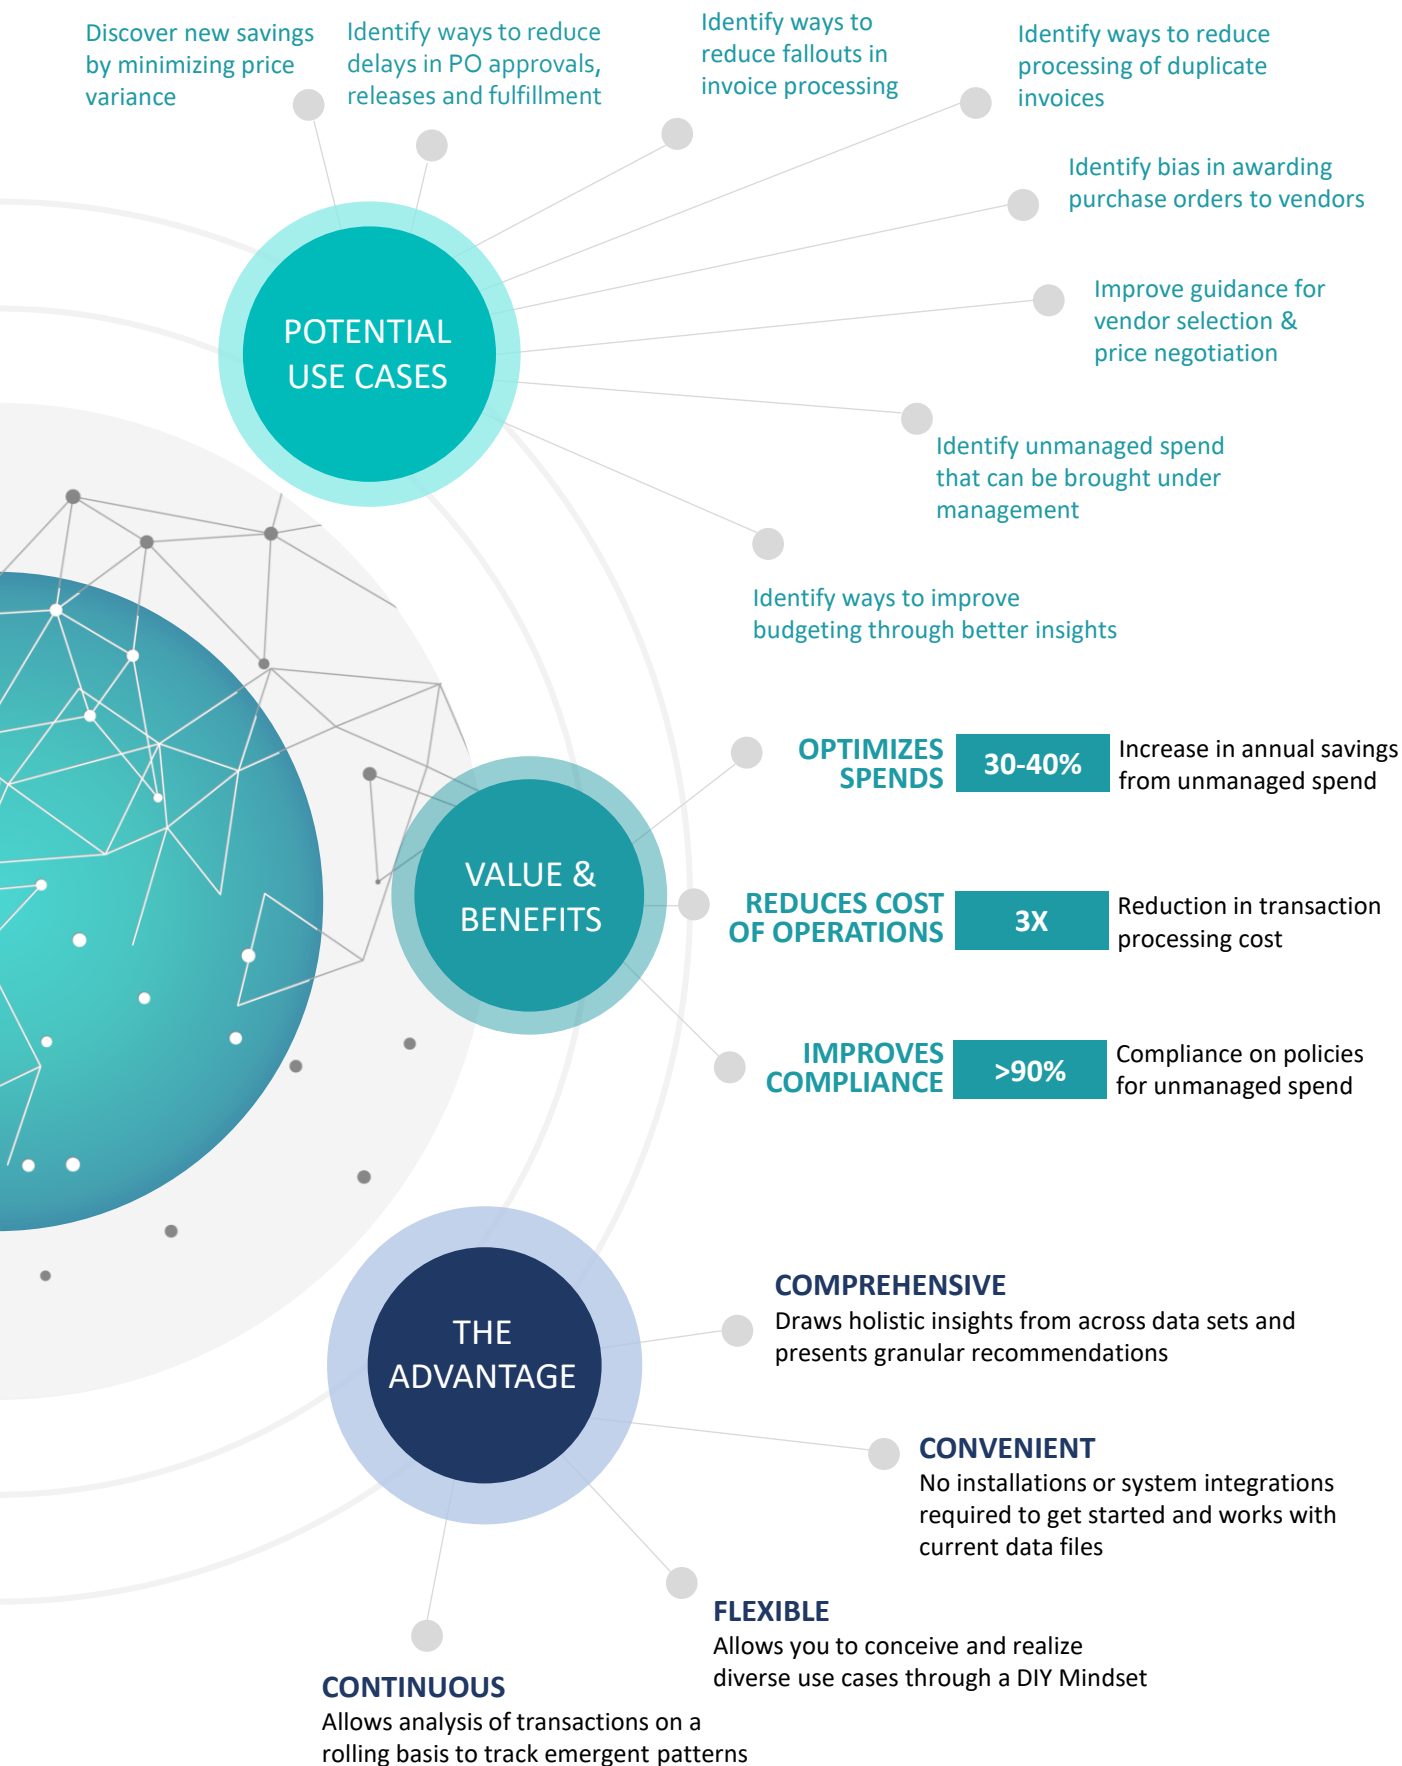 Discover new savings
by minimizing price
variance
Identify ways to reduce
delays in PO approvals,
releases and fulfillment
Identify ways to
reduce fallouts in
invoice processing
Identify ways to reduce
processing of duplicate
invoices
Identify bias in awarding
purchase orders to vendors
Improve guidance for
vendor selection &
price negotiation
POTENTIAL
USE CASES
Identify unmanaged spend
that can be brought under
management
Identify ways to improve
budgeting through better insights
VALUE &
BENEFITS
OPTIMIZES
SPENDS
30-40%
Increase in annual savings
from unmanaged spend
REDUCES COST
OF OPERATIONS
3X
Reduction in transaction
processing cost
IMPROVES
COMPLIANCE
>90%
Compliance on policies
for unmanaged spend
THE
ADVANTAGE
COMPREHENSIVE
Draws holistic insights from across data sets and
presents granular recommendations
CONVENIENT
No installations or system integrations
required to get started and works with
current data files
FLEXIBLE
Allows you to conceive and realize
diverse use cases through a DIY Mindset
CONTINUOUS
Allows analysis of transactions on a
rolling basis to track emergent patterns